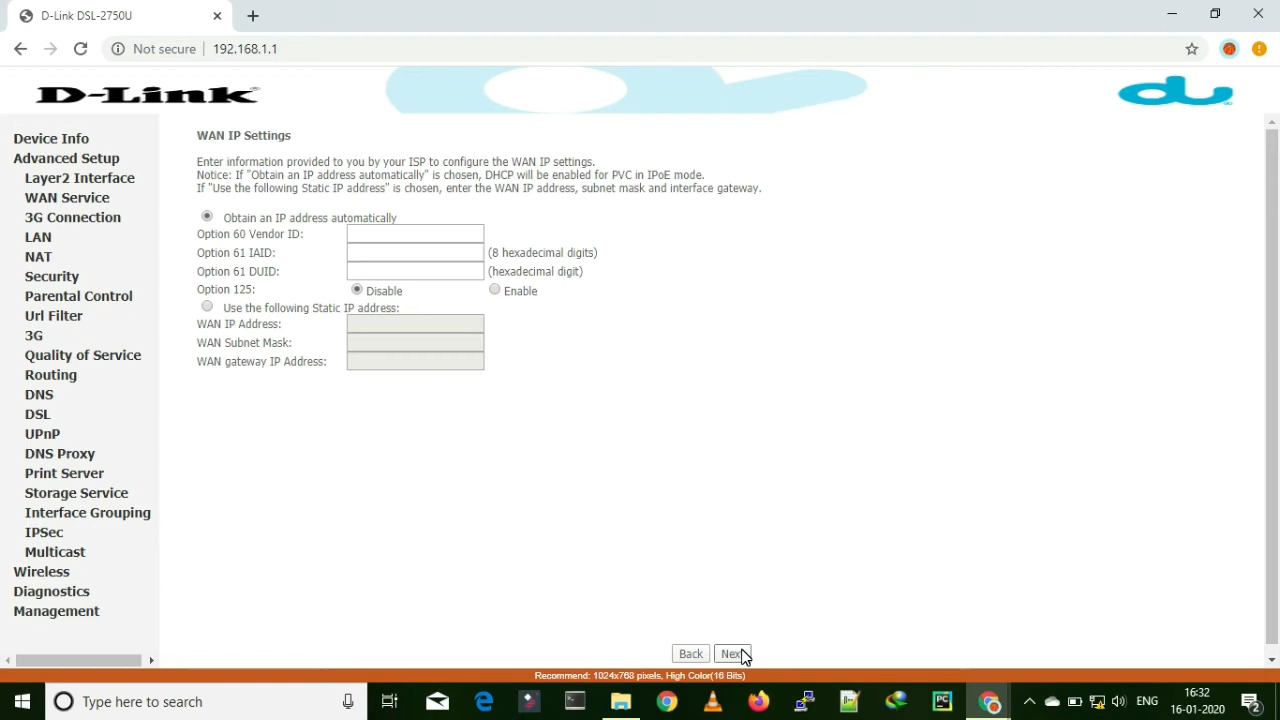 D-Link DSL-2750U
Not secure 192.168.1.1
D-Link®
du
Device Info
Advanced Setup
Layer2 Interface
WAN Service
3G Connection
LAN
NAT
Security
Parental Control
Url Filter
3G
Quality of Service
Routing
DNS
DSL
UPnP
DNS Proxy
Print Server
Storage Service
Interface Grouping
IPSec
Multicast
Wireless
Diagnostics
Management
WAN IP Settings
Enter information provided to you by your ISP to configure the WAN IP settings.
Notice: If "Obtain an IP address automatically" is chosen, DHCP will be enabled for PVC in IPoE mode.
If "Use the following Static IP address" is chosen, enter the WAN IP address, subnet mask and interface gateway.
Obtain an IP address automatically
Option 60 Vendor ID:
Option 61 IAID: (8 hexadecimal digits)
Option 61 DUID: (hexadecimal digit)
Option 125: Disable Enable
Use the following Static IP address:
WAN IP Address:
WAN Subnet Mask:
WAN gateway IP Address:
Back Next
Recommend: 1024x768 pixels, High Color(16 Bits)
Type here to search
PC
ENG
16:32
16-01-2020
2